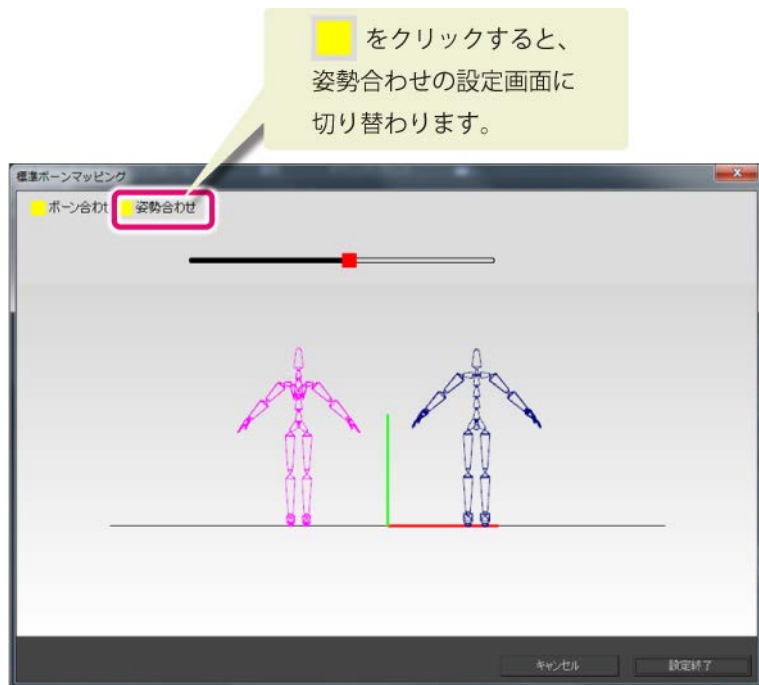 をクリックすると、
姿勢合わせの設定画面に
切り替わります。
標準ボーンマッピング
ボーン合わせ 姿勢合わせ
キャンセル 設定終了